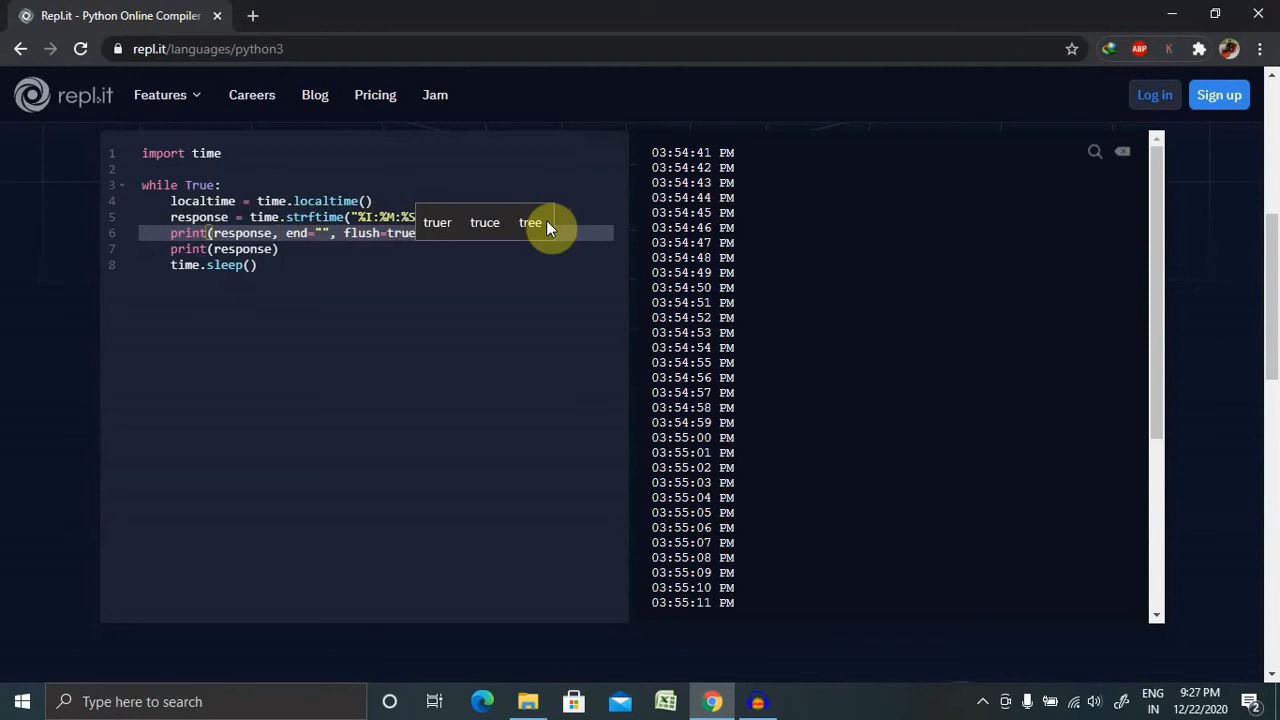 Repl.it - Python Online Compiler
repl.it/languages/python3
ABP
K
repl.it Features Careers Blog Pricing Jam Log in Sign up
1 import time
2
3 while True:
4 localtime = time.localtime()
5 response = time.strftime("%I:%M:%S
6 print(response, end="", flush=true
7 print(response)
8 time.sleep()
truer truce tree
03:54:41 PM
03:54:42 PM
03:54:43 PM
03:54:44 PM
03:54:45 PM
03:54:46 PM
03:54:47 PM
03:54:48 PM
03:54:49 PM
03:54:50 PM
03:54:51 PM
03:54:52 PM
03:54:53 PM
03:54:54 PM
03:54:55 PM
03:54:56 PM
03:54:57 PM
03:54:58 PM
03:54:59 PM
03:55:00 PM
03:55:01 PM
03:55:02 PM
03:55:03 PM
03:55:04 PM
03:55:05 PM
03:55:06 PM
03:55:07 PM
03:55:08 PM
03:55:09 PM
03:55:10 PM
03:55:11 PM
Type here to search
ENG
IN
9:27 PM
12/22/2020
2